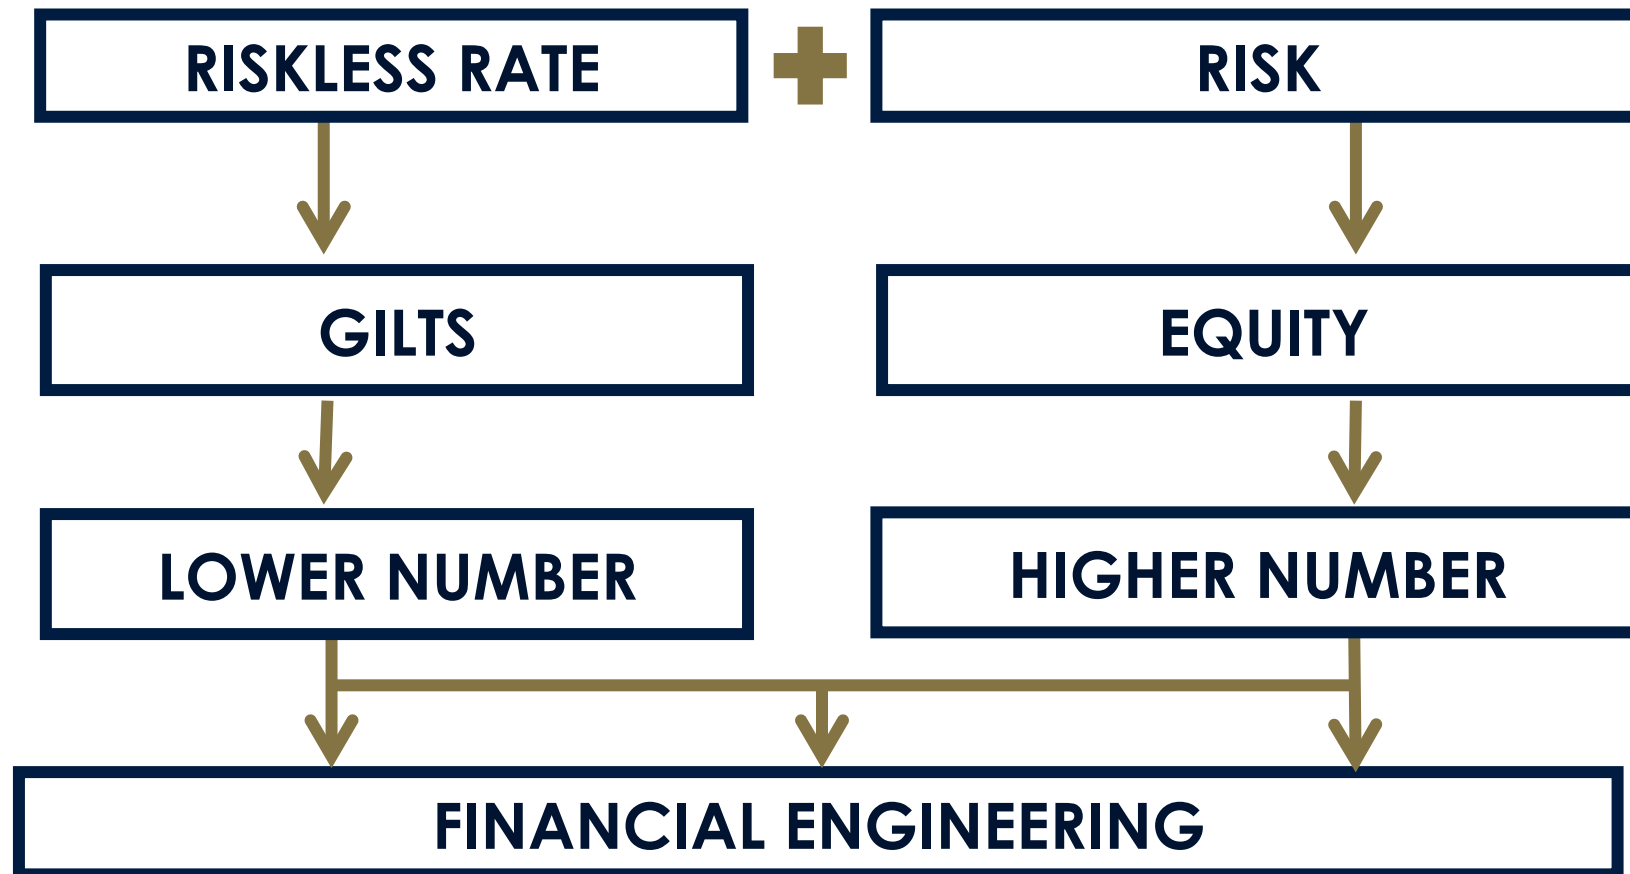 RISKLESS RATE
RISK
GILTS
EQUITY
LOWER NUMBER
HIGHER NUMBER
FINANCIAL ENGINEERING